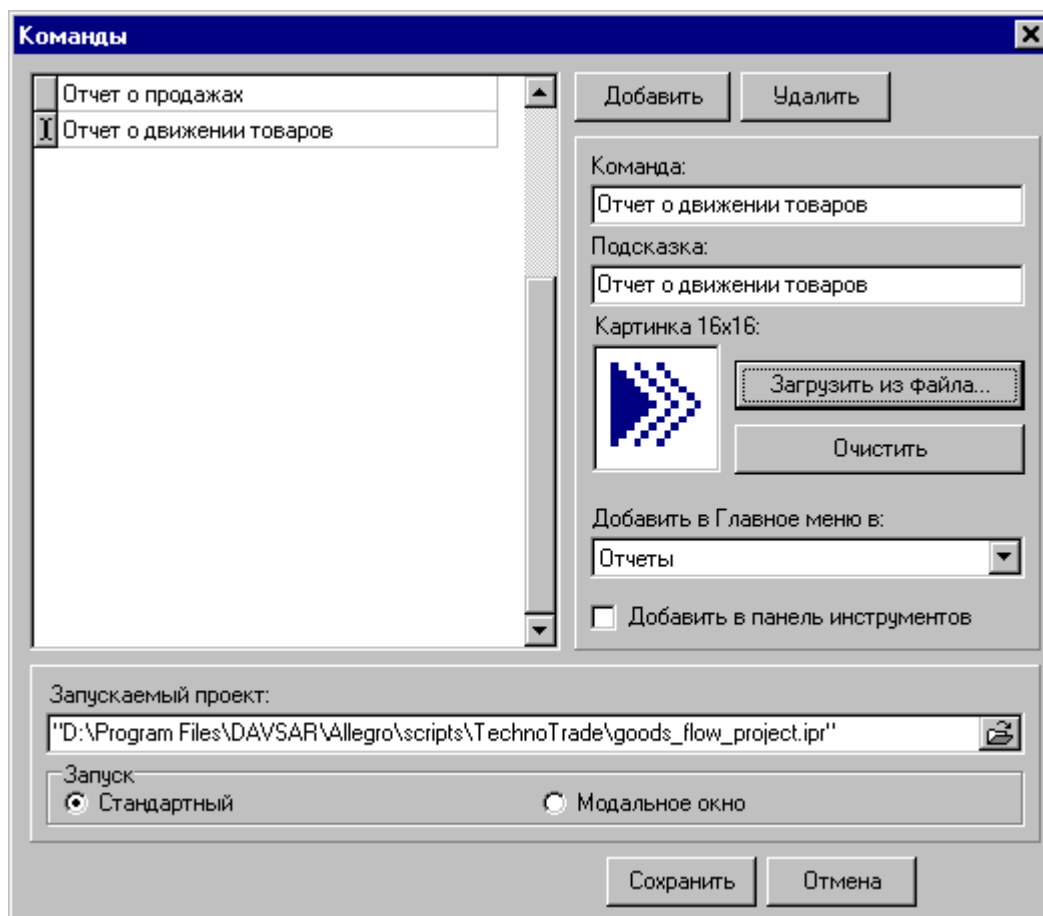 Команды
Отчет о продажах
Отчет о движении товаров
Добавить
Удалить
Команда:
Отчет о движении товаров
Подсказка:
Отчет о движении товаров
Картинка 16x16:
Загрузить из файла...
Очистить
Добавить в Главное меню в:
Отчеты
Добавить в панель инструментов
Запускаемый проект:
"D:\Program Files\DAVSAR\Allegro\scripts\TechnoTrade\goods_flow_project.ipr"
Запуск
Стандартный
Модальное окно
Сохранить
Отмена